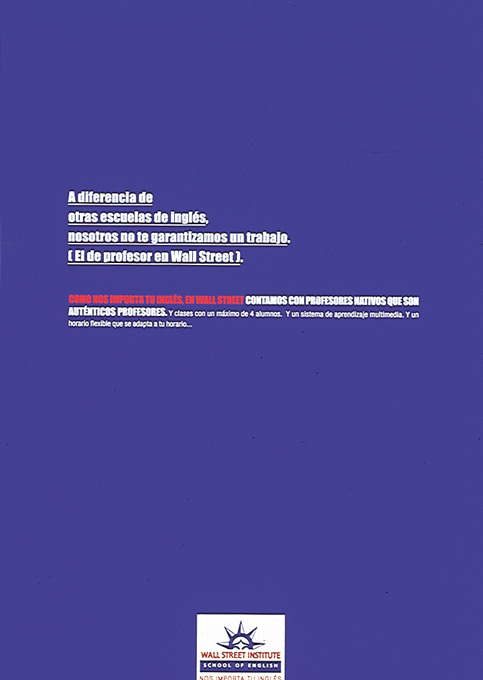 A diferencia de
otras escuelas de inglés,
nosotros no te garantizamos un trabajo.
( El de profesor en Wall Street ).
COMO NOS IMPORTA TU INGLÉS, EN WALL STREET CONTAMOS CON PROFESORES NATIVOS QUE SON
AUTÉNTICOS PROFESORES. Y clases con un máximo de 4 alumnos. Y un sistema de aprendizaje multimedia. Y un
horario flexible que se adapta a tu horario...
WALL STREET INSTITUTE
SCHOOL OF ENGLISH
NOS IMPORTA TU INGLÉS